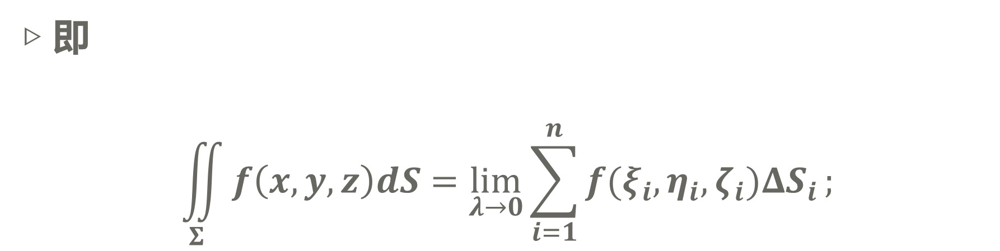 ▷ 即
∬_Σ f(x, y, z)dS = lim_{λ→0} ∑_{i=1}^{n} f(ξ_i, η_i, ζ_i)ΔS_i ;